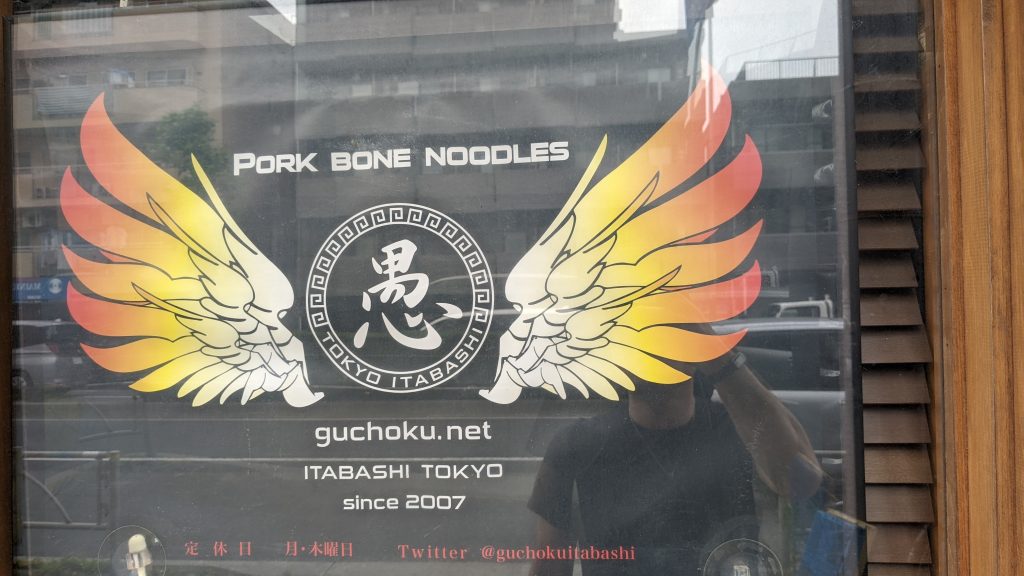 PORK BONE NOODLES
愚
TOKYO ITABASHI
guchoku.net
ITABASHI TOKYO
since 2007
定休日 月・木曜日 Twitter @guchokuitabashi